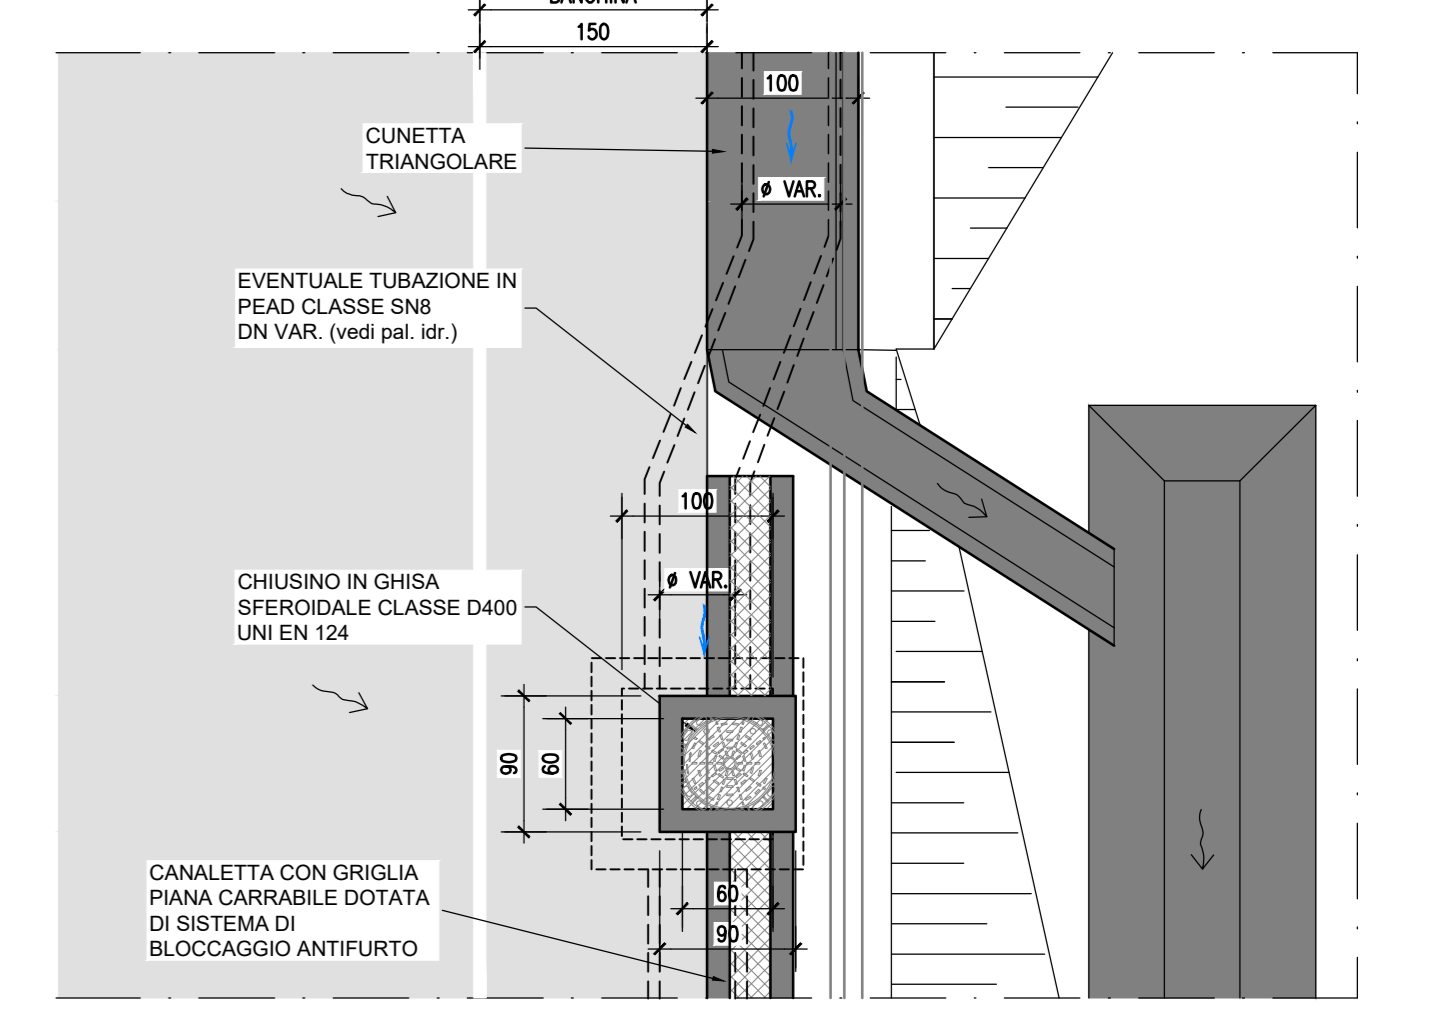 BANCHINA
150
100
CUNETTA
TRIANGOLARE
ø VAR.
EVENTUALE TUBAZIONE IN
PEAD CLASSE SN8
DN VAR. (vedi pal. idr.)
100
CHIUSINO IN GHISA
SFEROIDALE CLASSE D400
UNI EN 124
ø VAR.
90
60
CANALETTA CON GRIGLIA
PIANA CARRABILE DOTATA
DI SISTEMA DI
BLOCCAGGIO ANTIFURTO
60
90